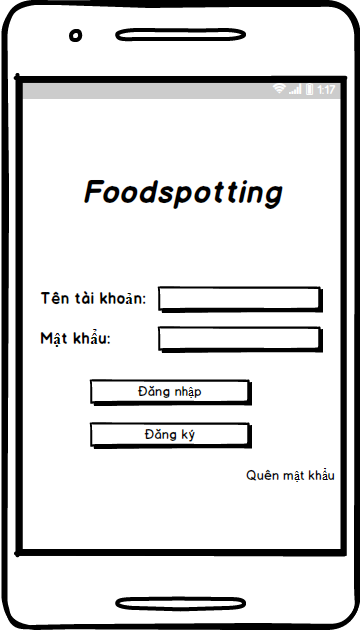 1:17
Foodspotting
Tên tài khoản:
Mật khẩu:
Đăng nhập
Đăng ký
Quên mật khẩu